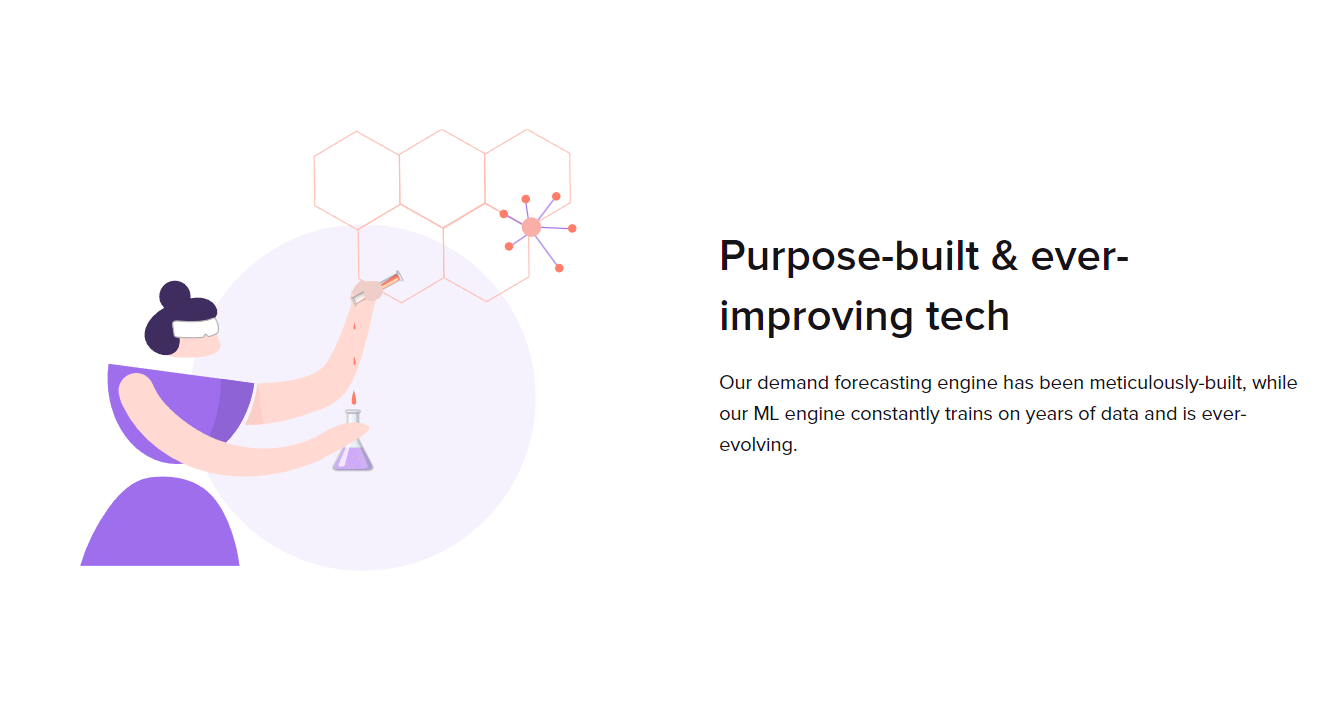 Purpose-built & ever-
improving tech
Our demand forecasting engine has been meticulously-built, while
our ML engine constantly trains on years of data and is ever-
evolving.